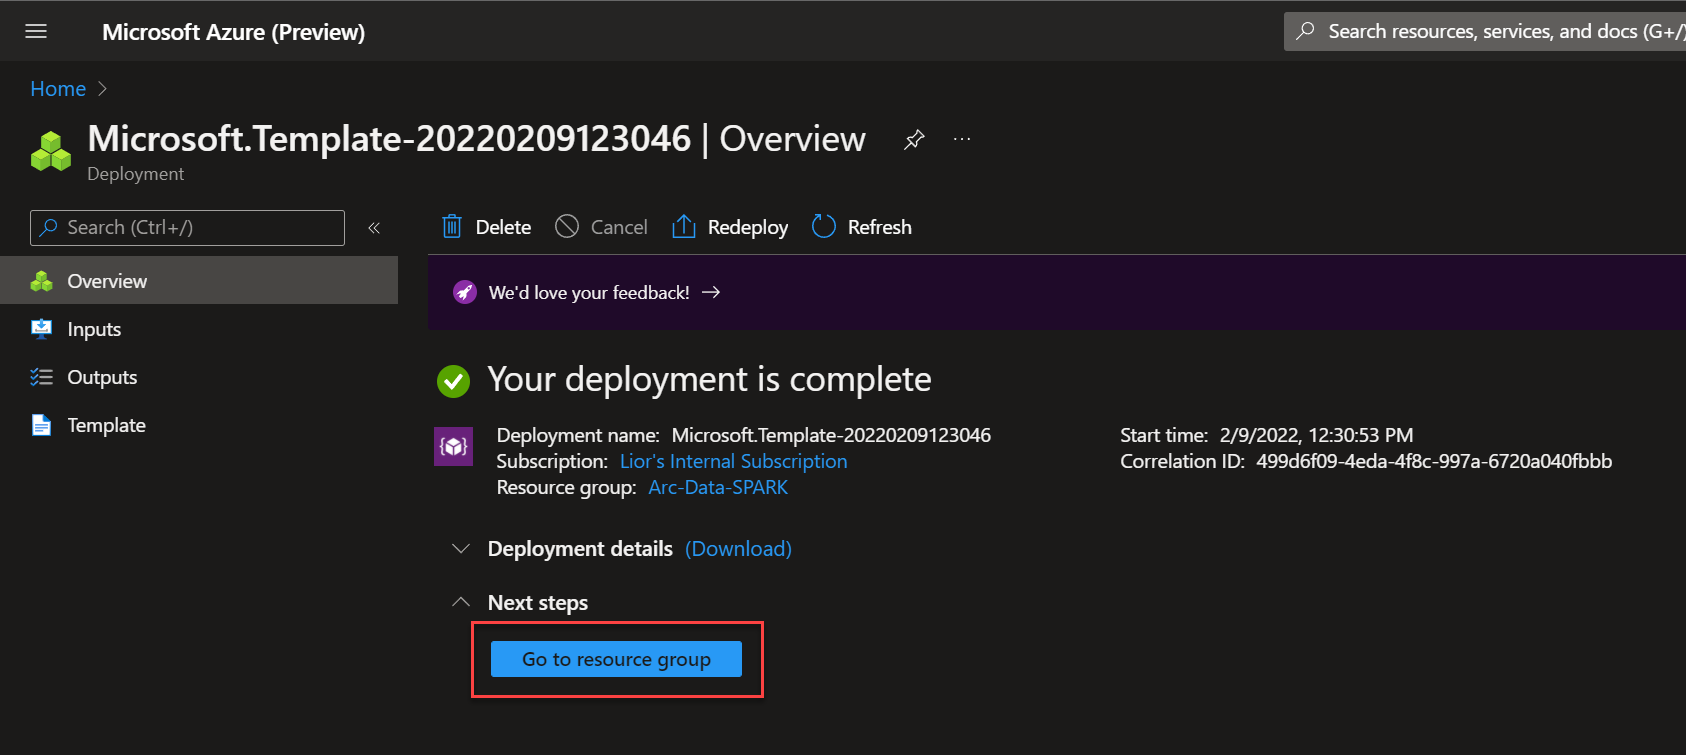 Microsoft Azure (Preview)
Search resources, services, and docs (G+/)
Home
Microsoft.Template-20220209123046 | Overview
Deployment
Search (Ctrl+/)
Delete
Cancel
Redeploy
Refresh
Overview
Inputs
Outputs
Template
We'd love your feedback!
Your deployment is complete
Deployment name: Microsoft.Template-20220209123046
Subscription: Lior's Internal Subscription
Resource group: Arc-Data-SPARK
Start time: 2/9/2022, 12:30:53 PM
Correlation ID: 499d6f09-4eda-4f8c-997a-6720a040fbbb
Deployment details (Download)
Next steps
Go to resource group